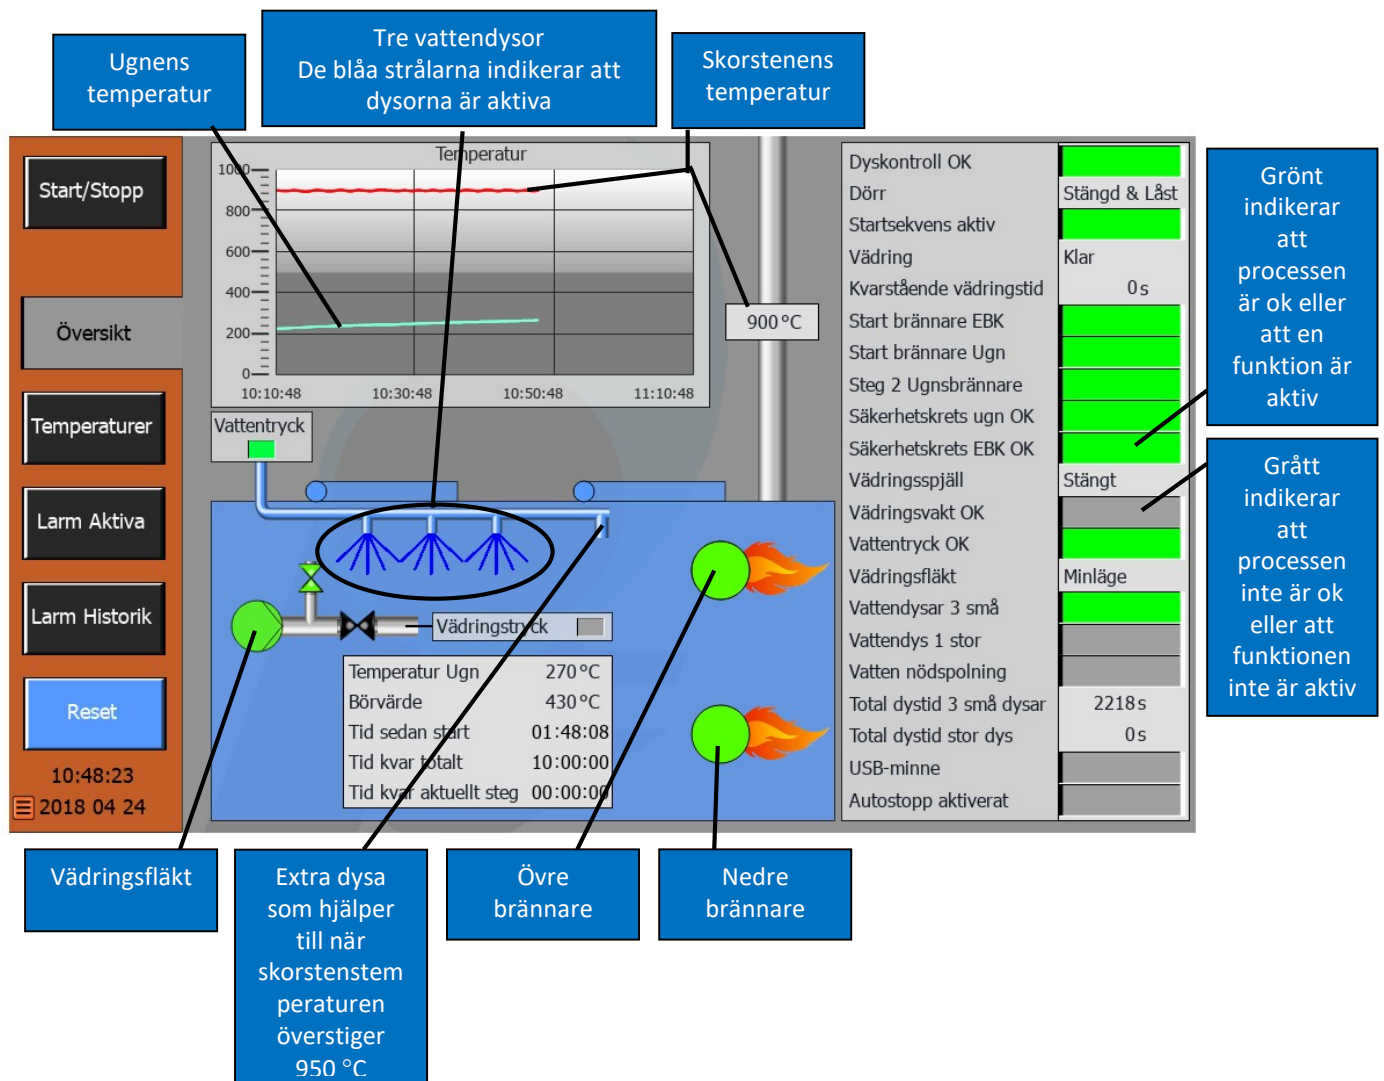 Ugnens
temperatur
Tre vattendysor
De blåa strålarna indikerar att
dysorna är aktiva
Skorstenens
temperatur
Start/Stopp
Översikt
Temperaturer
Larm Aktiva
Larm Historik
Reset
10:48:23
2018 04 24
Temperatur
1000
800
600
400
200
0
10:10:48 10:30:48 10:50:48 11:10:48
900 °C
Vattentryck
Vädringstryck
Temperatur Ugn 270 °C
Börvärde 430 °C
Tid sedan start 01:48:08
Tid kvar totalt 10:00:00
Tid kvar aktuellt steg 00:00:00
Dyskontroll OK
Dörr Stängd & Låst
Startsekvens aktiv
Vädring Klar
Kvarstående vädringstid 0 s
Start brännare EBK
Start brännare Ugn
Steg 2 Ugnsbrännare
Säkerhetskrets ugn OK
Säkerhetskrets EBK OK
Vädringsspjäll Stängt
Vädringsvakt OK
Vattentryck OK
Vädringsfläkt Minläge
Vattendysar 3 små
Vattendys 1 stor
Vatten nödspolning
Total dystid 3 små dysar 2218 s
Total dystid stor dys 0 s
USB-minne
Autostopp aktiverat
Grönt
indikerar
att
processen
är ok eller
att en
funktion är
aktiv
Grått
indikerar
att
processen
inte är ok
eller att
funktionen
inte är aktiv
Vädringsfläkt
Extra dysa
som hjälper
till när
skorstenstem
peraturen
överstiger
950 °C
Övre
brännare
Nedre
brännare